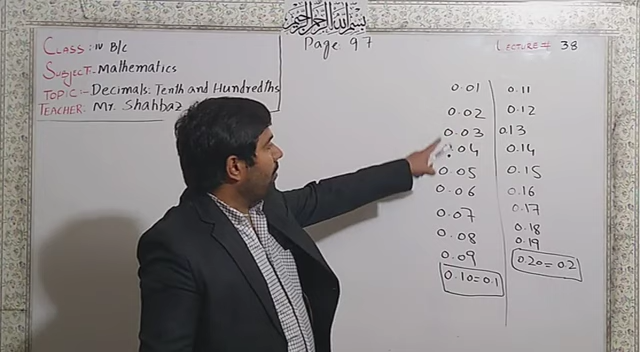 بسم الله الرحمن الرحيم
Page 97
Lecture # 38
Class: IV B/C
Subject:- Mathematics
Topic:- Decimals: Tenth and Hundredths
Teacher: Mr. Shahbaz
0.01
0.02
0.03
0.04
0.05
0.06
0.07
0.08
0.09
0.10=0.1
0.11
0.12
0.13
0.14
0.15
0.16
0.17
0.18
0.19
0.20=0.2